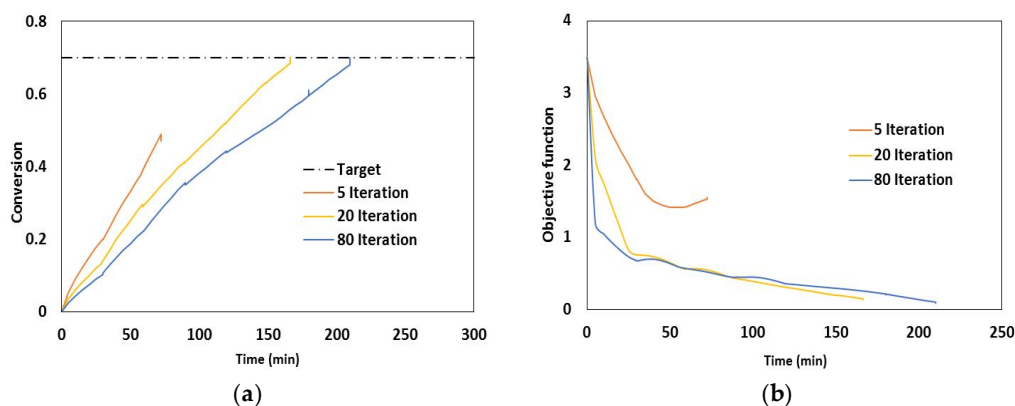 0.8
0.6
0.4
0.2
0
Conversion
Target
5 Iteration
20 Iteration
80 Iteration
0 50 100 150 200 250 300
Time (min)
(a)
4
3
2
1
0
Objective function
5 Iteration
20 Iteration
80 Iteration
0 50 100 150 200 250
Time (min)
(b)